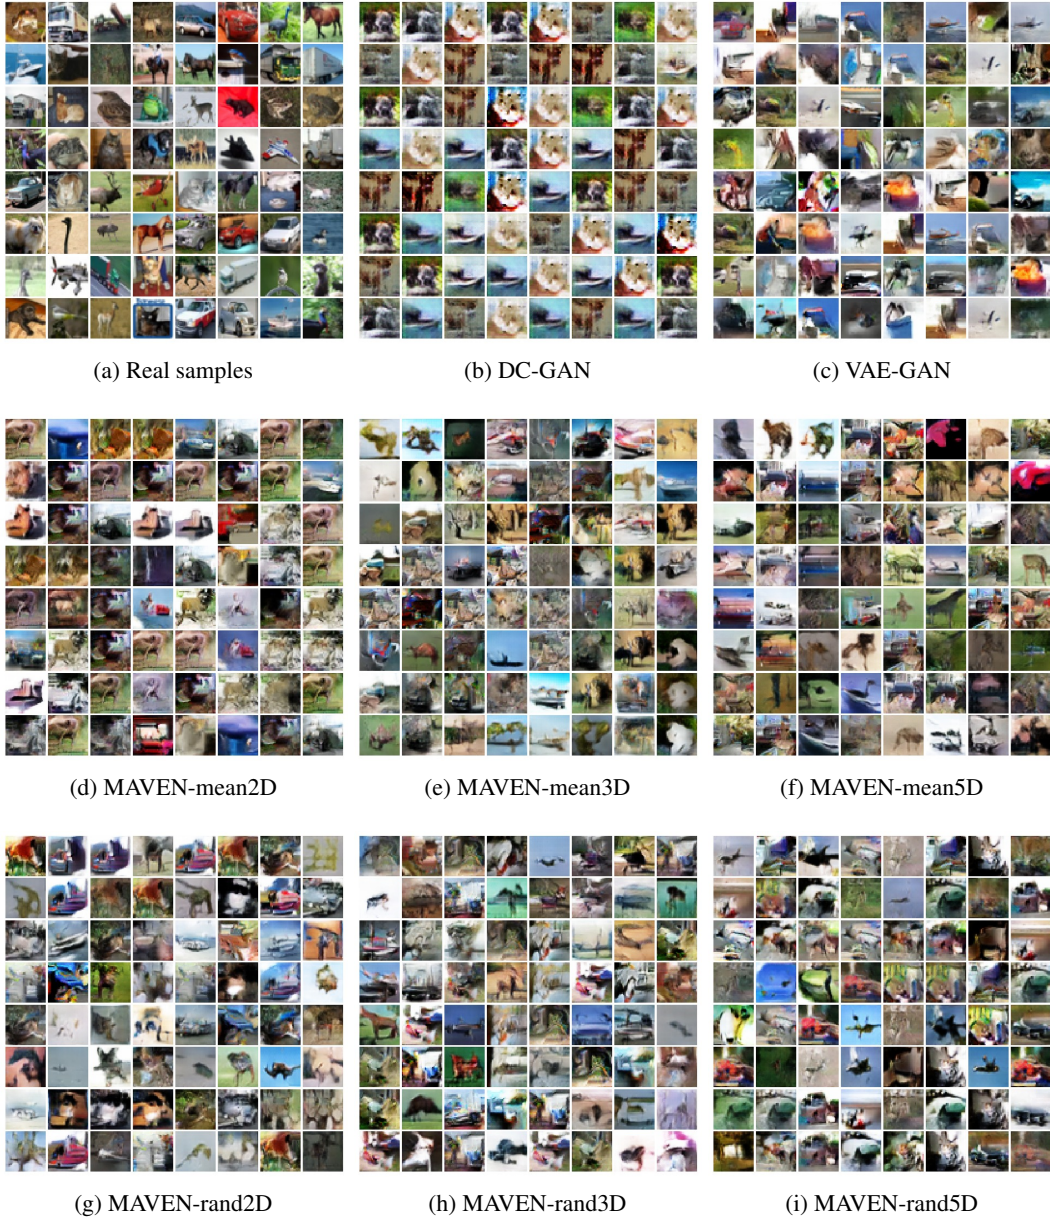 (a) Real samples
(b) DC-GAN
(c) VAE-GAN
(d) MAVEN-mean2D
(e) MAVEN-mean3D
(f) MAVEN-mean5D
(g) MAVEN-rand2D
(h) MAVEN-rand3D
(i) MAVEN-rand5D